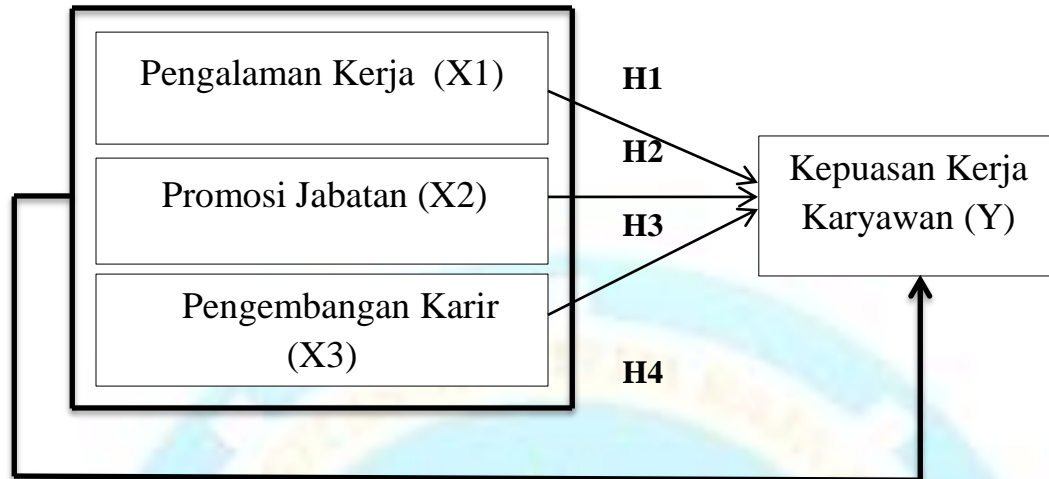 Pengalaman Kerja (X1)
H1
H2
Promosi Jabatan (X2)
H3
Pengembangan Karir
(X3)
H4
Kepuasan Kerja
Karyawan (Y)